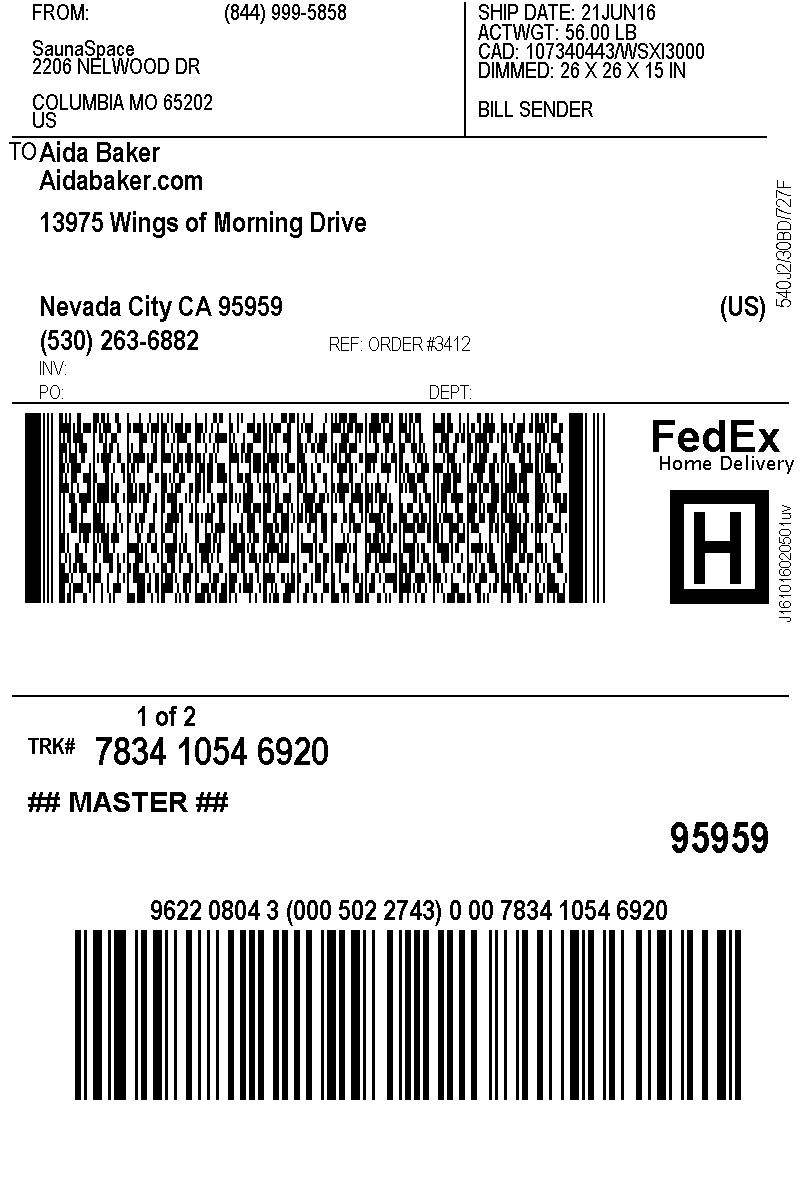 FROM: (844) 999-5858
SaunaSpace
2206 NELWOOD DR
COLUMBIA MO 65202
US
SHIP DATE: 21JUN16
ACTWGT: 56.00 LB
CAD: 107340443/WSXI3000
DIMMED: 26 X 26 X 15 IN
BILL SENDER
TO Aida Baker
Aidabaker.com
13975 Wings of Morning Drive
Nevada City CA 95959 (US)
(530) 263-6882 REF: ORDER #3412
INV:
PO: DEPT:
540J2/30BD/727F
FedEx
Home Delivery
H
J161016020501uv
1 of 2
TRK# 7834 1054 6920
## MASTER ##
95959
9622 0804 3 (000 502 2743) 0 00 7834 1054 6920